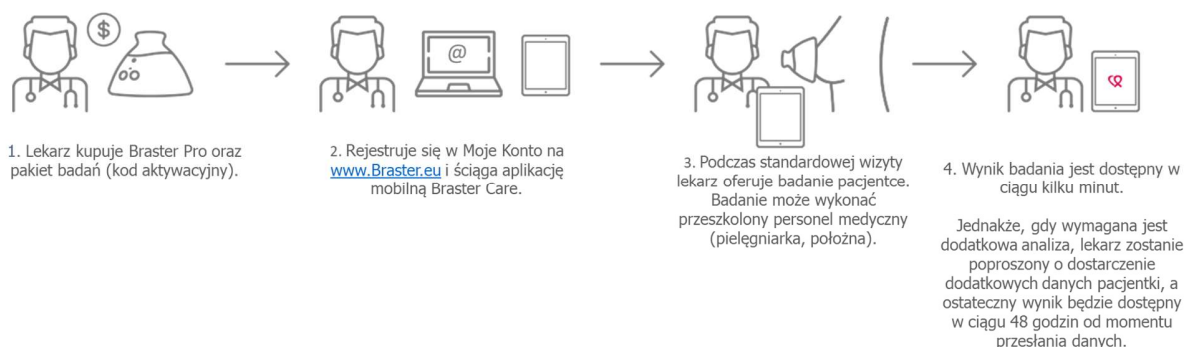 $
@
1. Lekarz kupuje Braster Pro oraz
pakiet badań (kod aktywacyjny).
2. Rejestruje się w Moje Konto na
www.Braster.eu i ściąga aplikację
mobilną Braster Care.
3. Podczas standardowej wizyty
lekarz oferuje badanie pacjentce.
Badanie może wykonać
przeszkolony personel medyczny
(pielęgniarka, położna).
4. Wynik badania jest dostępny w
ciągu kilku minut.
Jednakże, gdy wymagana jest
dodatkowa analiza, lekarz zostanie
poproszony o dostarczenie
dodatkowych danych pacjentki, a
ostateczny wynik będzie dostępny
w ciągu 48 godzin od momentu
przesłania danych.